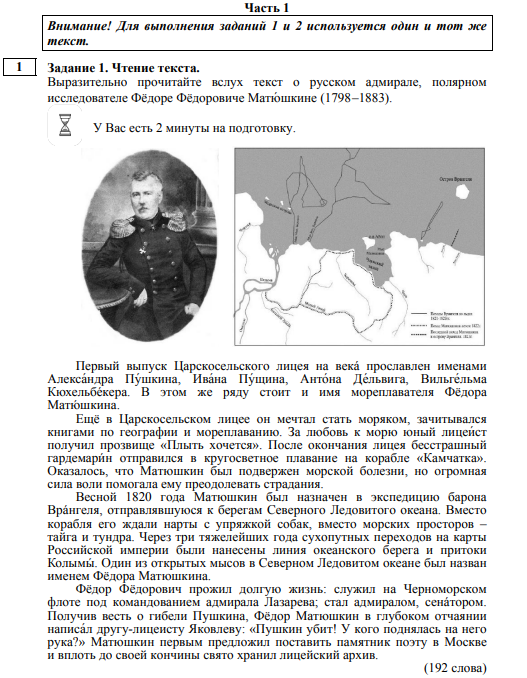 Часть 1
Внимание! Для выполнения заданий 1 и 2 используется один и тот же
текст.
1
Задание 1. Чтение текста.
Выразительно прочитайте вслух текст о русском адмирале, полярном
исследователе Фёдоре Фёдоровиче Матю́шкине (1798–1883).
У Вас есть 2 минуты на подготовку.
Остров Врангеля
Первый выпуск Царскосельского лицея на века́ прославлен именами
Алекса́ндра Пу́шкина, Ива́на Пу́щина, Анто́на Де́львига, Вильге́льма
Кюхельбе́кера. В этом же ряду стоит и имя мореплавателя Фёдора
Матю́шкина.
Ещё в Царскосельском лицее он мечтал стать моряком, зачитывался
книгами по географии и мореплаванию. За любовь к морю юный лице́ист
получил прозвище «Плыть хочется». После окончания лицея бесстрашный
гардемари́н отправился в кругосветное плавание на корабле «Камчатка».
Оказалось, что Матюшкин был подвержен морской болезни, но огромная
сила воли помогала ему преодолевать страдания.
Весной 1820 года Матюшкин был назначен в экспедицию барона
Вра́нгеля, отправлявшуюся к берегам Северного Ледовитого океана. Вместо
корабля его ждали нарты с упряжкой собак, вместо морских просторов –
тайга и тундра. Через три тяжелейших года сухопутных переходов на карты
Российской империи были нанесены линия океанского берега и притоки
Колымы́. Один из открытых мысов в Северном Ледовитом океане был назван
именем Фёдора Матюшкина.
Фёдор Фёдорович прожил долгую жизнь: служил на Черноморском
флоте под командованием адмирала Лазарева; стал адмиралом, сена́тором.
Получив весть о гибели Пушкина, Фёдор Матюшкин в глубоком отчаянии
написа́л другу-лицеисту Яковлеву: «Пушкин убит! У кого поднялась на него
рука?» Матюшкин первым предложил поставить памятник поэту в Москве
и вплоть до своей кончины свято хранил лицейский архив.
(192 слова)